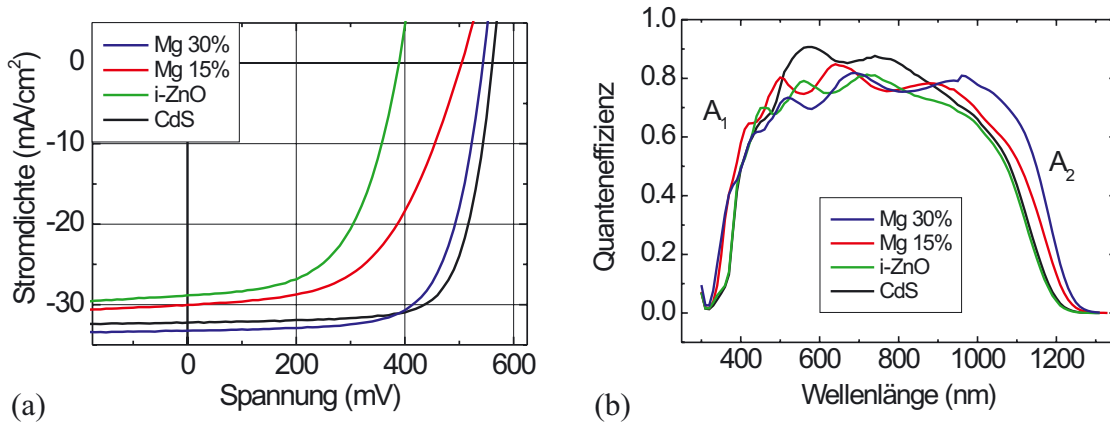 Mg 30%
Mg 15%
i-ZnO
CdS
0
-10
-20
-30
Stromdichte (mA/cm²)
0 200 400 600
Spannung (mV)
(a)
1.0
0.8
0.6
0.4
0.2
0.0
Quanteneffizienz
A₁
A₂
Mg 30%
Mg 15%
i-ZnO
CdS
400 600 800 1000 1200
Wellenlänge (nm)
(b)